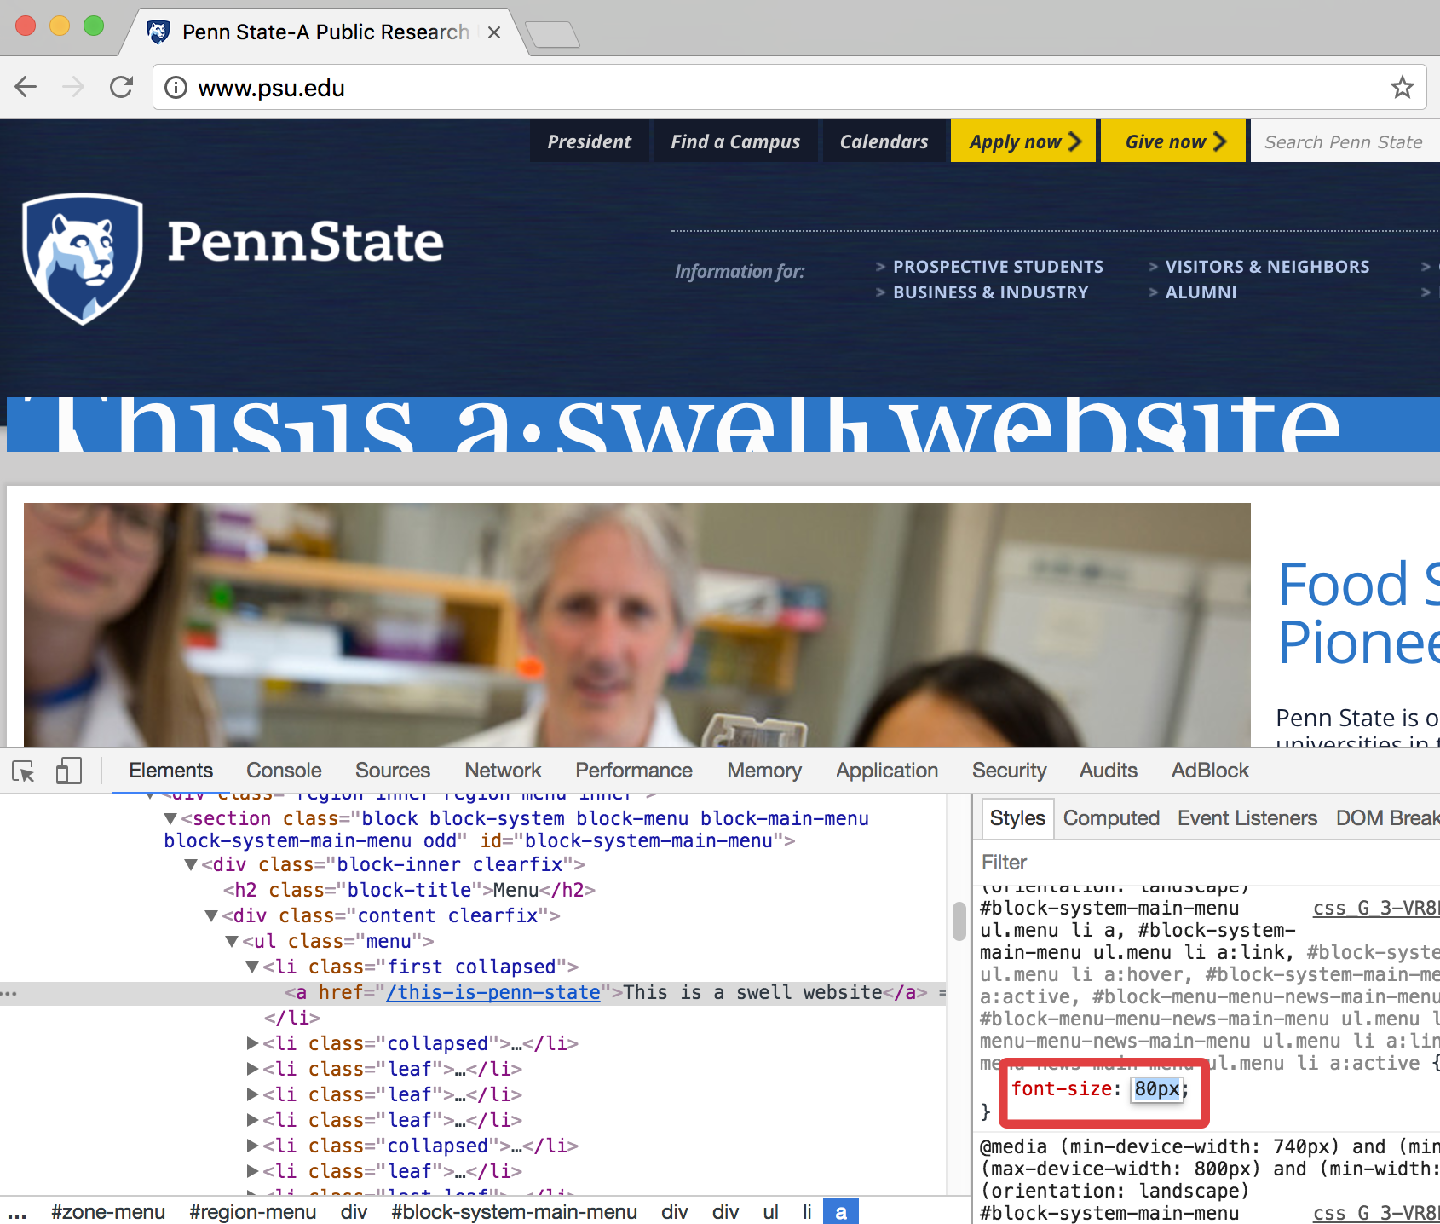 Penn State-A Public Research
www.psu.edu
President Find a Campus Calendars Apply now Give now Search Penn State
PennState
Information for: > PROSPECTIVE STUDENTS > VISITORS & NEIGHBORS >
> BUSINESS & INDUSTRY > ALUMNI >
This is a swell website
Food S
Pionee
Penn State is o
universities in t
Elements Console Sources Network Performance Memory Application Security Audits AdBlock
▼<div class="region-inner region-menu-inner">
▼<section class="block block-system block-menu block-main-menu
block-system-main-menu odd" id="block-system-main-menu">
▼<div class="block-inner clearfix">
<h2 class="block-title">Menu</h2>
▼<div class="content clearfix">
▼<ul class="menu">
▼<li class="first collapsed">
… <a href="/this-is-penn-state">This is a swell website</a> =
</li>
▶<li class="collapsed">…</li>
▶<li class="leaf">…</li>
▶<li class="leaf">…</li>
▶<li class="leaf">…</li>
▶<li class="collapsed">…</li>
▶<li class="leaf">…</li>
▶<li class="last leaf">…</li>
... #zone-menu #region-menu div #block-system-main-menu div div ul li a
Styles Computed Event Listeners DOM Break
Filter
(orientation: landscape)
#block-system-main-menu css_G_3-VR8
ul.menu li a, #block-system-
main-menu ul.menu li a:link, #block-syste
ul.menu li a:hover, #block-system-main-me
a:active, #block-menu-menu-news-main-menu
#block-menu-menu-news-main-menu ul.menu l
menu-menu-news-main-menu ul.menu li a:lin
menu-news-main-menu ul.menu li a:active {
font-size: 80px;
}
@media (min-device-width: 740px) and (min
(max-device-width: 800px) and (min-width:
(orientation: landscape)
#block-system-main-menu css_G_3-VR8